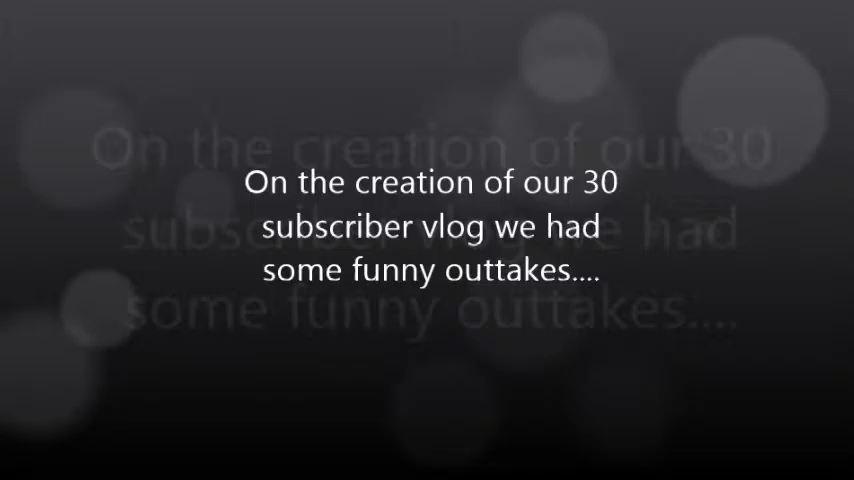 On the creation of our 30
subscriber vlog we had
some funny outtakes....